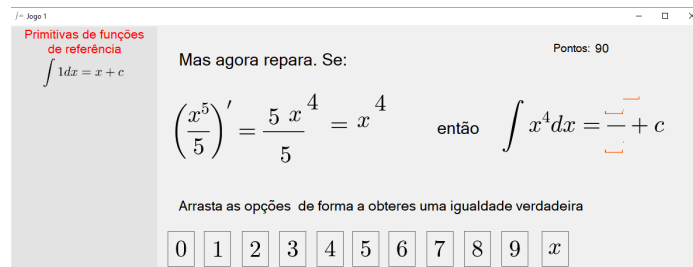 Jogo 1
Primitivas de funções
de referência
∫ 1dx = x + c
Pontos: 90
Mas agora repara. Se:
(x⁵/5)′ = 5 x⁴/5 = x⁴ então ∫ x⁴dx = — + c
Arrasta as opções de forma a obteres uma igualdade verdadeira
0 1 2 3 4 5 6 7 8 9 x